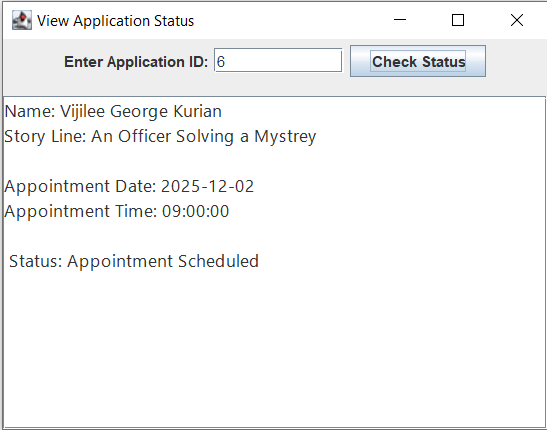 View Application Status
Enter Application ID: 6 Check Status
Name: Vijilee George Kurian
Story Line: An Officer Solving a Mystrey
Appointment Date: 2025-12-02
Appointment Time: 09:00:00
Status: Appointment Scheduled